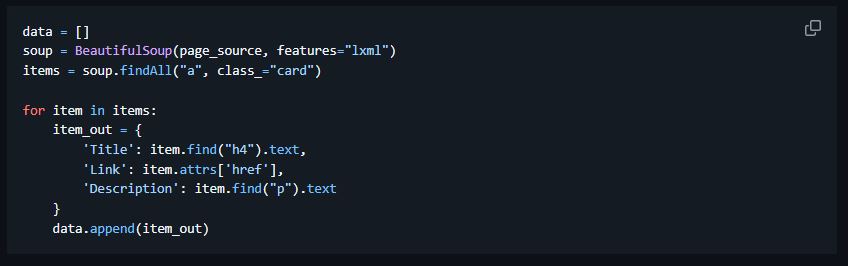 data = []
soup = BeautifulSoup(page_source, features="lxml")
items = soup.findAll("a", class_="card")

for item in items:
    item_out = {
        'Title': item.find("h4").text,
        'Link': item.attrs['href'],
        'Description': item.find("p").text
    }
    data.append(item_out)